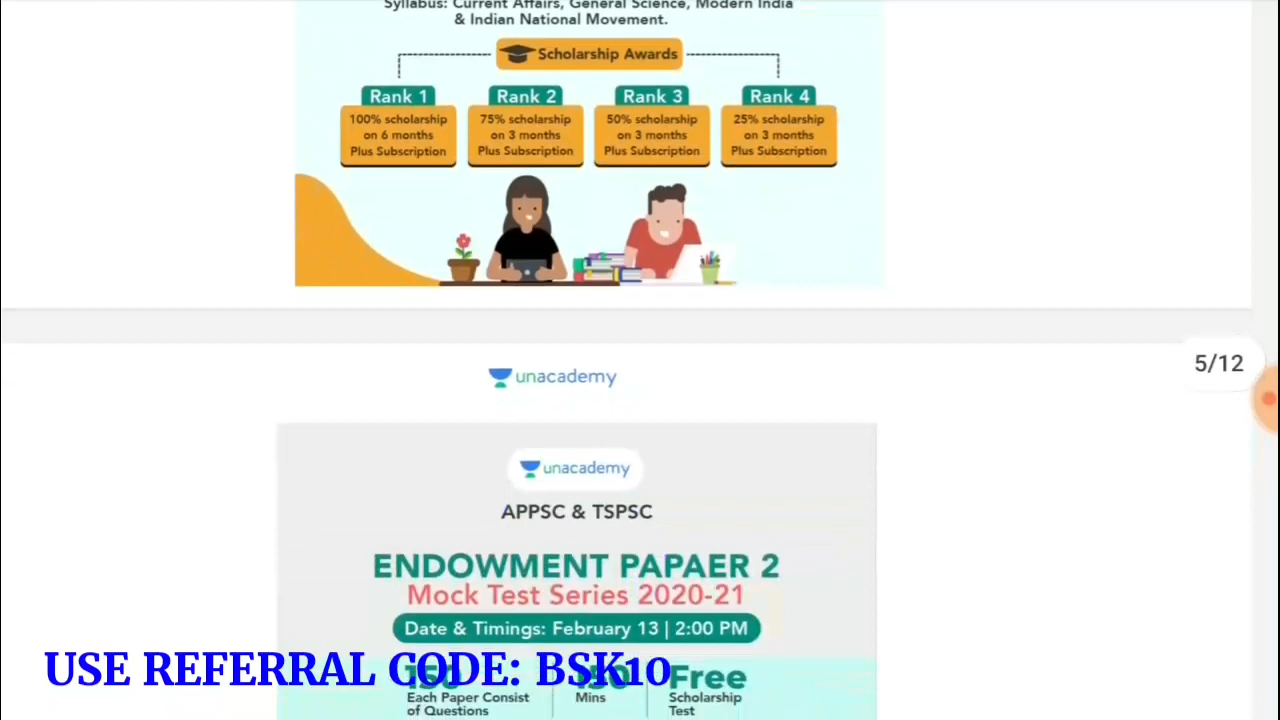 Syllabus: Current Affairs, General Science, Modern India
& Indian National Movement.
Scholarship Awards
Rank 1
100% scholarship
on 6 months
Plus Subscription
Rank 2
75% scholarship
on 3 months
Plus Subscription
Rank 3
50% scholarship
on 3 months
Plus Subscription
Rank 4
25% scholarship
on 3 months
Plus Subscription
5/12
unacademy
unacademy
APPSC & TSPSC
ENDOWMENT PAPAER 2
Mock Test Series 2020-21
Date & Timings: February 13 | 2:00 PM
150
Each Paper Consist
of Questions
150
Mins
Free
Scholarship
Test
USE REFERRAL CODE: BSK10